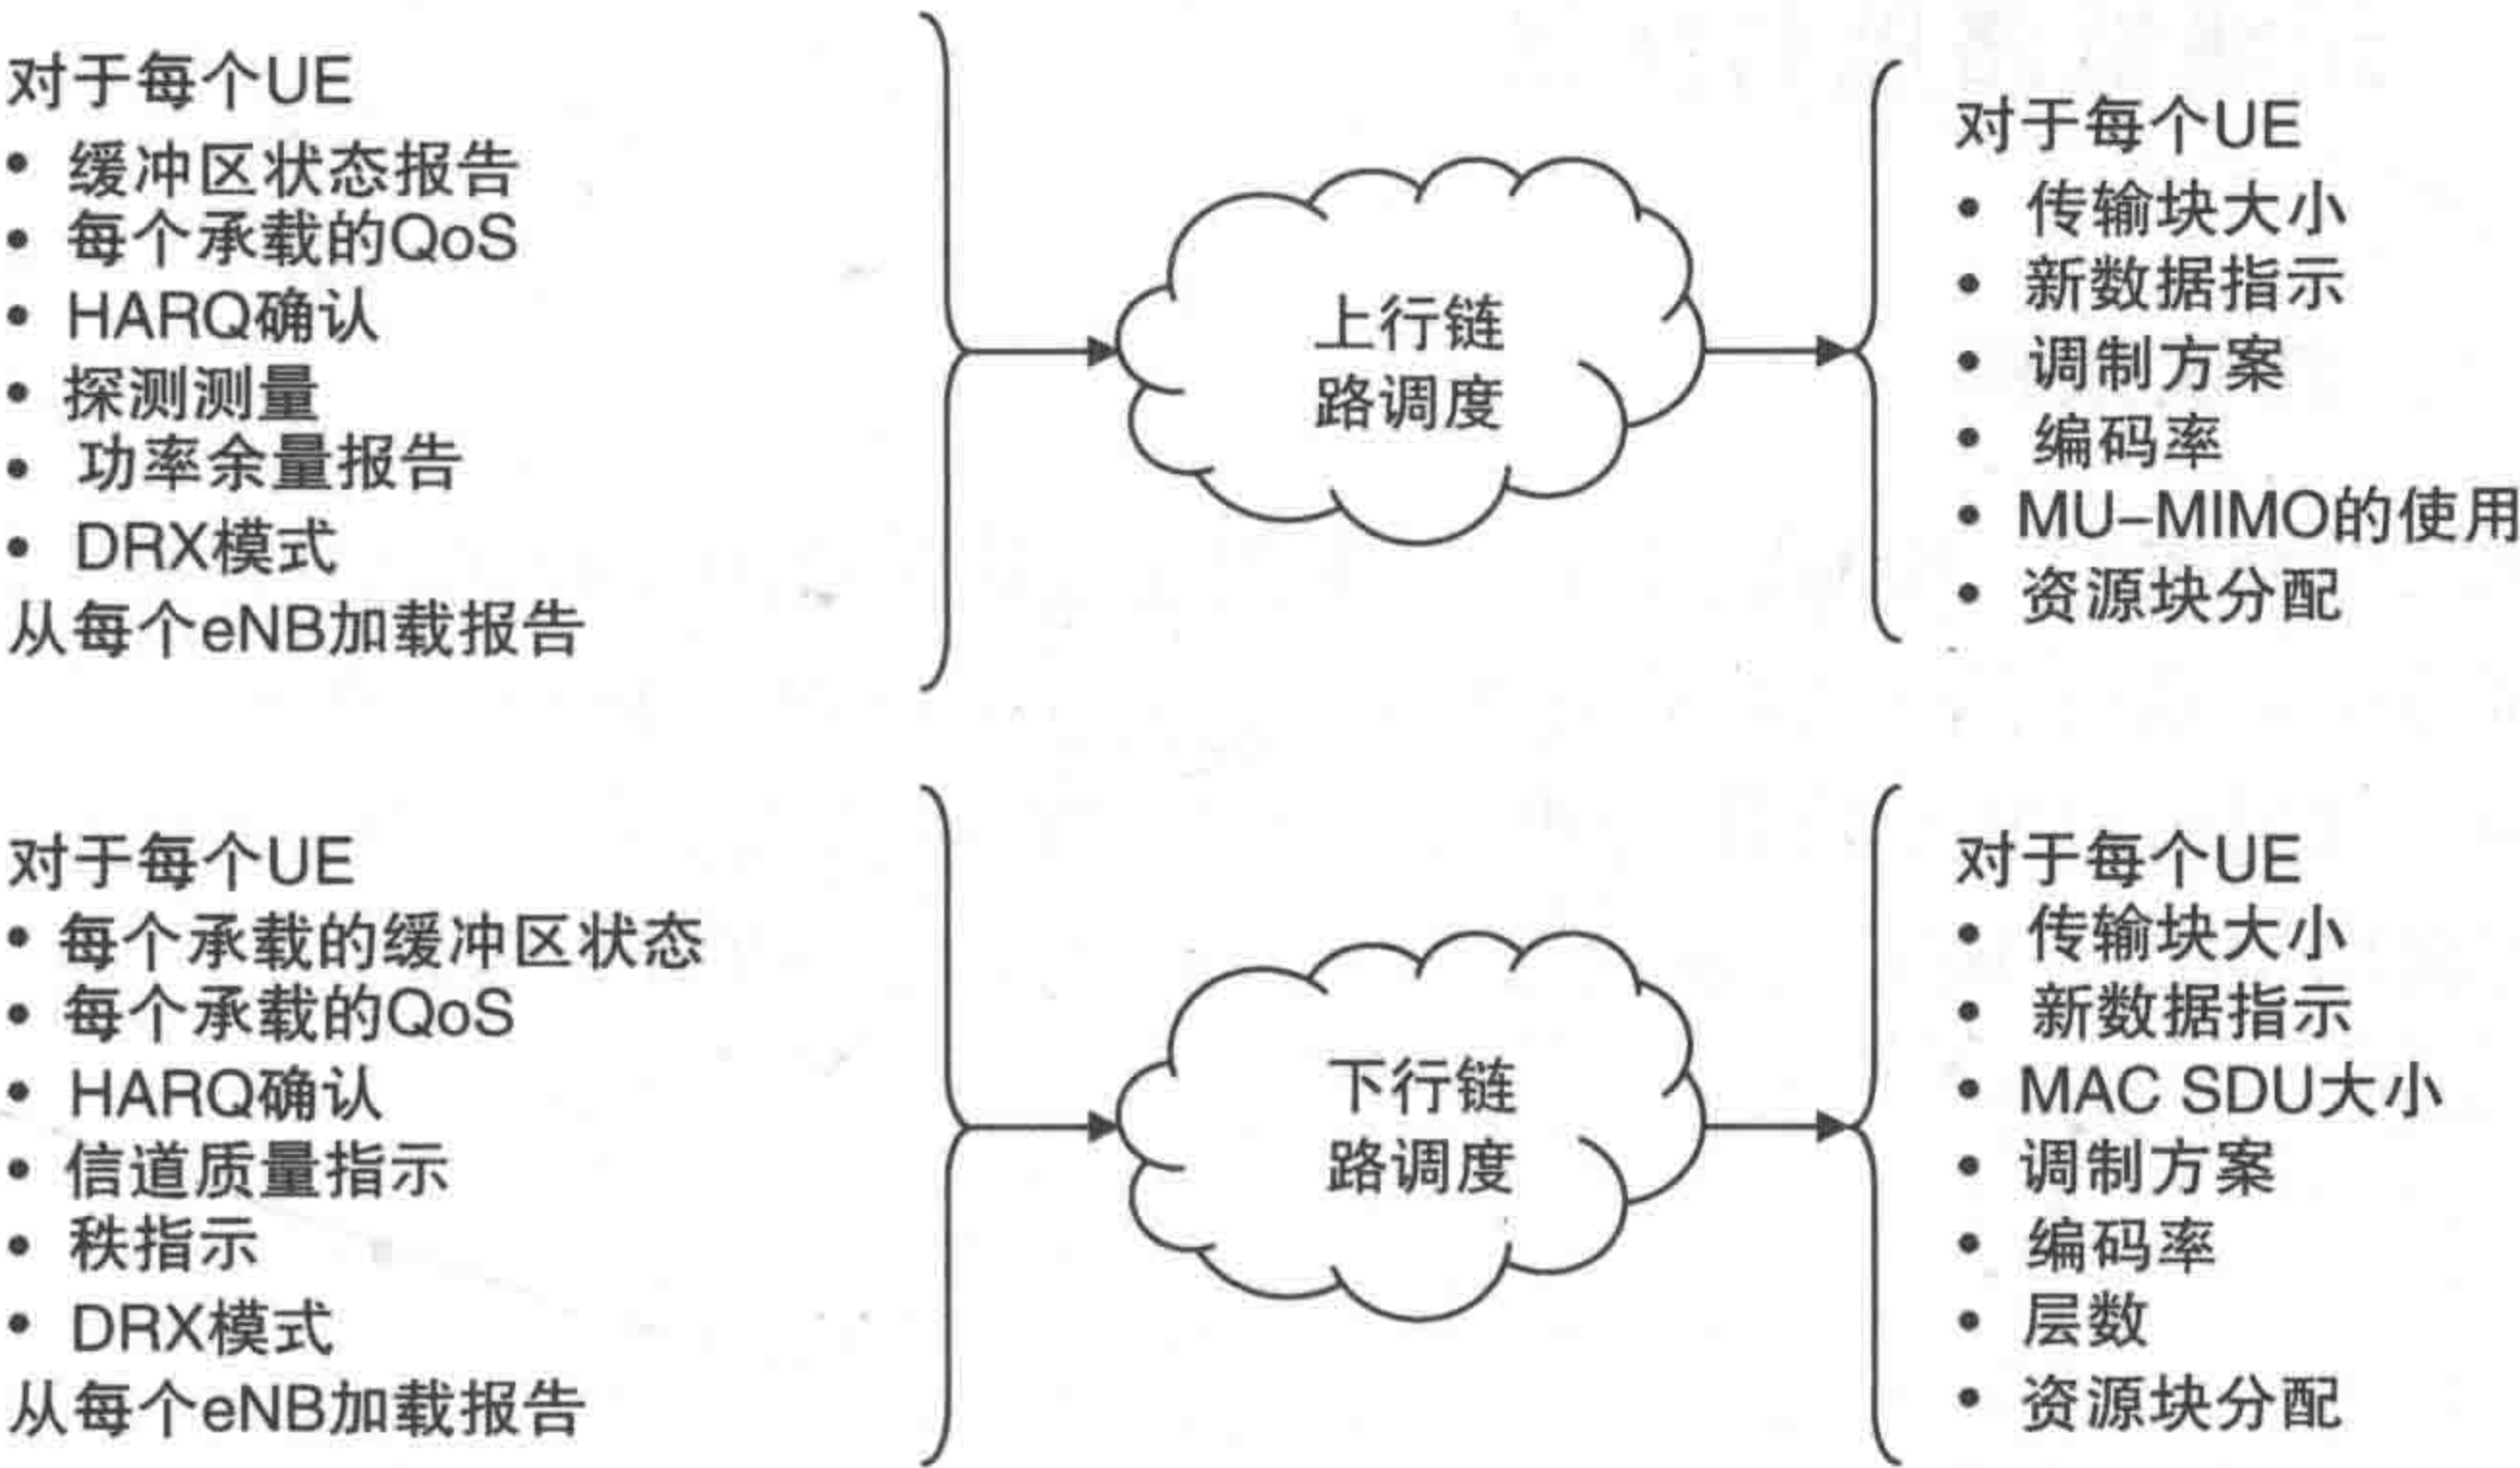 对于每个UE
• 缓冲区状态报告
• 每个承载的QoS
• HARQ确认
• 探测测量
• 功率余量报告
• DRX模式
从每个eNB加载报告
上行链
路调度
对于每个UE
• 传输块大小
• 新数据指示
• 调制方案
• 编码率
• MU–MIMO的使用
• 资源块分配
对于每个UE
• 每个承载的缓冲区状态
• 每个承载的QoS
• HARQ确认
• 信道质量指示
• 秩指示
• DRX模式
从每个eNB加载报告
下行链
路调度
对于每个UE
• 传输块大小
• 新数据指示
• MAC SDU大小
• 调制方案
• 编码率
• 层数
• 资源块分配